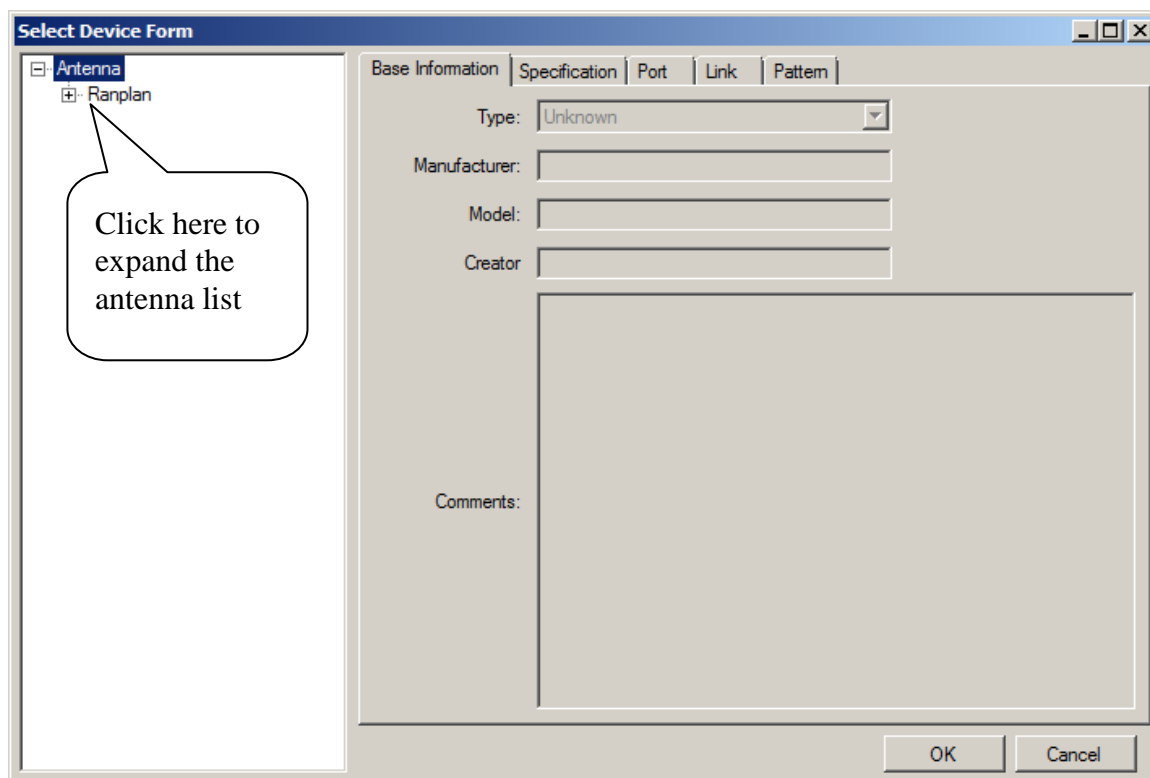 Select Device Form
Antenna
Ranplan
Click here to
expand the
antenna list
Base Information Specification Port Link Pattern
Type: Unknown
Manufacturer:
Model:
Creator
Comments:
OK Cancel